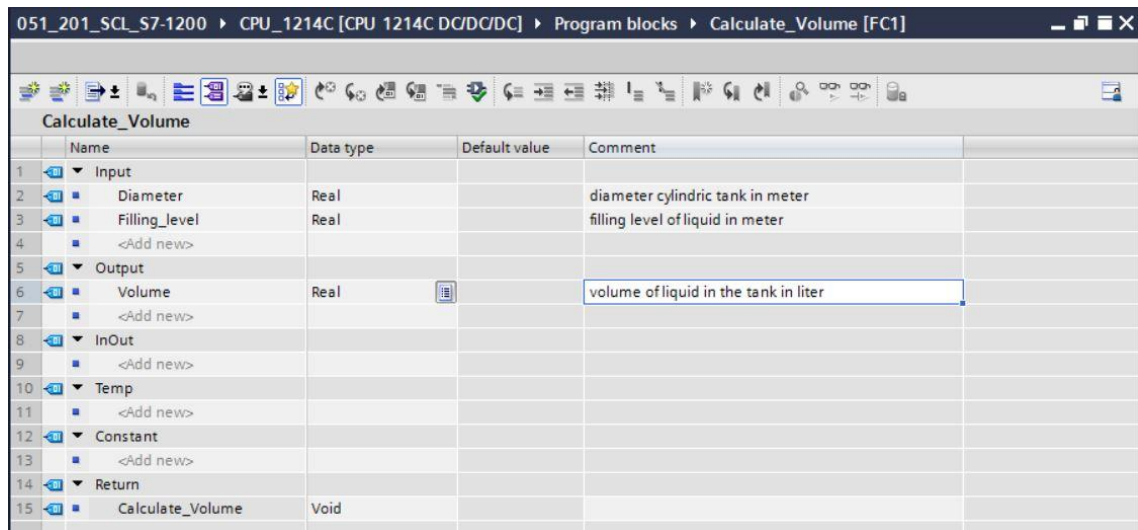 051_201_SCL_S7-1200 ▸ CPU_1214C [CPU 1214C DC/DC/DC] ▸ Program blocks ▸ Calculate_Volume [FC1]
Calculate_Volume
Name Data type Default value Comment
1 Input
2 Diameter Real diameter cylindric tank in meter
3 Filling_level Real filling level of liquid in meter
4 <Add new>
5 Output
6 Volume Real volume of liquid in the tank in liter
7 <Add new>
8 InOut
9 <Add new>
10 Temp
11 <Add new>
12 Constant
13 <Add new>
14 Return
15 Calculate_Volume Void